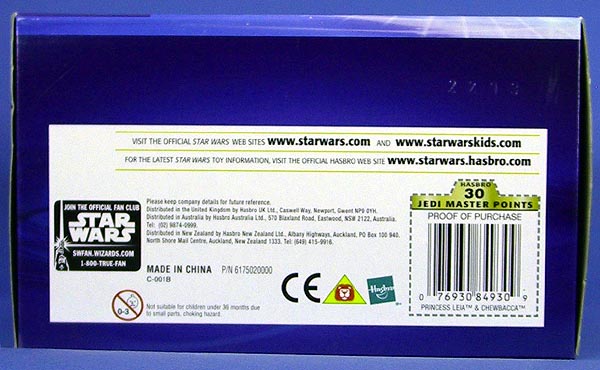 2293
VISIT THE OFFICIAL STAR WARS WEB SITES www.starwars.com AND www.starwarskids.com
FOR THE LATEST STAR WARS TOY INFORMATION, VISIT THE OFFICIAL HASBRO WEB SITE www.starwars.hasbro.com
JOIN THE OFFICIAL FAN CLUB
STAR
WARS
SWFAN.WIZARDS.COM
1-800-TRUE-FAN
Please keep company details for future reference.
Distributed in the United Kingdom by Hasbro UK Ltd., Caswell Way, Newport, Gwent NP9 0YH.
Distributed in Australia by Hasbro Australia Ltd., 570 Blaxland Road, Eastwood, NSW 2122, Australia.
Tel: (02) 9874-0999.
Distributed in New Zealand by Hasbro New Zealand Ltd., Albany Highways, Auckland, PO Box 100 940,
North Shore Mail Centre, Auckland, New Zealand 1333. Tel: (649) 415-9916.
MADE IN CHINA P/N 6175020000
C-001B
0-3
Not suitable for children under 36 months due
to small parts, choking hazard.
CE
Hasbro
HASBRO
30
JEDI MASTER POINTS
PROOF OF PURCHASE
0 76930 84930 9
PRINCESS LEIA & CHEWBACCA